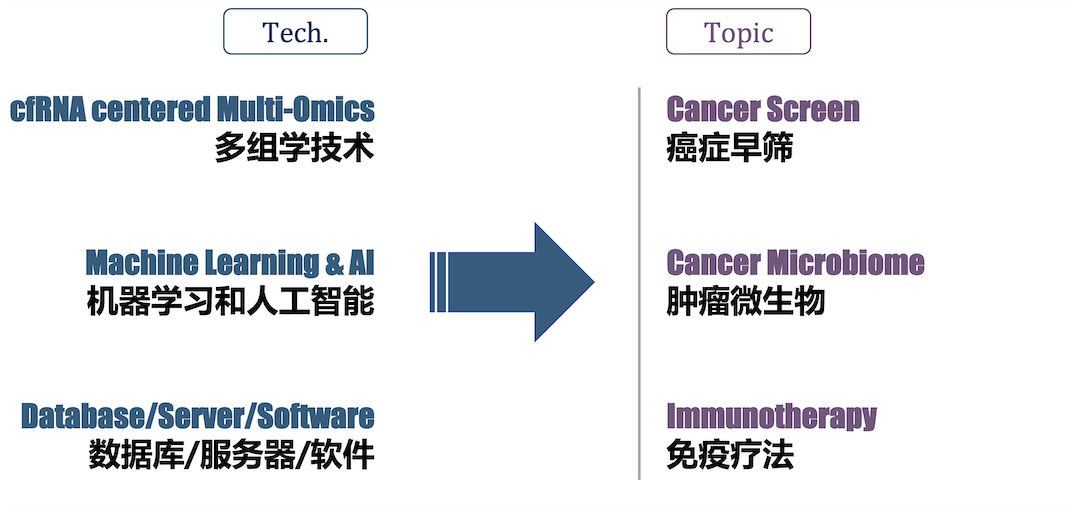 Tech.
cfRNA centered Multi-Omics
多组学技术
Machine Learning & AI
机器学习和人工智能
Database/Server/Software
数据库/服务器/软件
Topic
Cancer Screen
癌症早筛
Cancer Microbiome
肿瘤微生物
Immunotherapy
免疫疗法